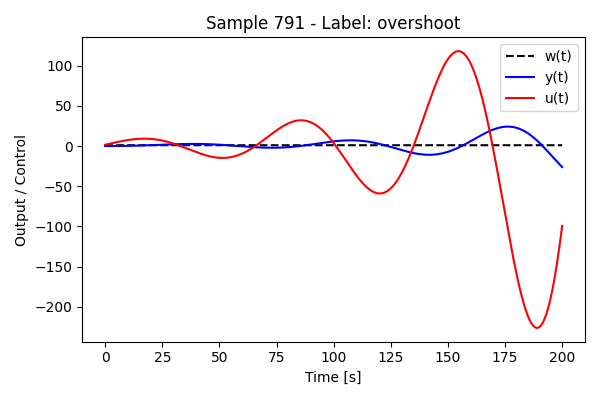 Sample 791 - Label: overshoot
w(t)
y(t)
u(t)
Output / Control
100
50
0
−50
−100
−150
−200
0 25 50 75 100 125 150 175 200
Time [s]